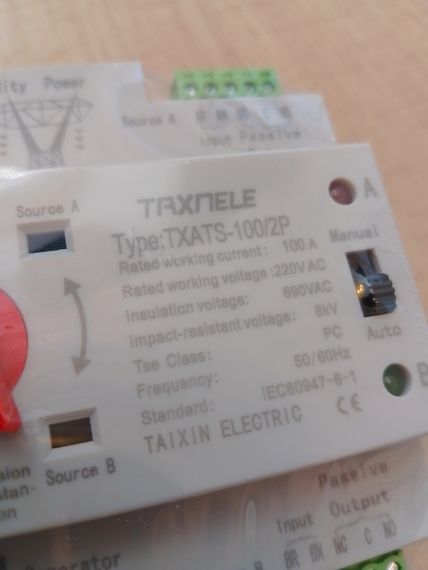 ity Power
Source A
Input Passive
Source A
TAXNELE
Type:TXATS-100/2P
Rated working current: 100 A
Rated working voltage: 220V AC
Insulation voltage: 690VAC
Impact-resistant voltage: 8kV
Tse Class: PC
Frequency: 50/60Hz
Standard: IEC60947-6-1
TAIXIN ELECTRIC CE
A
Manual
Auto
B
Source B
Passive
Input Output
BR BN NC C NO